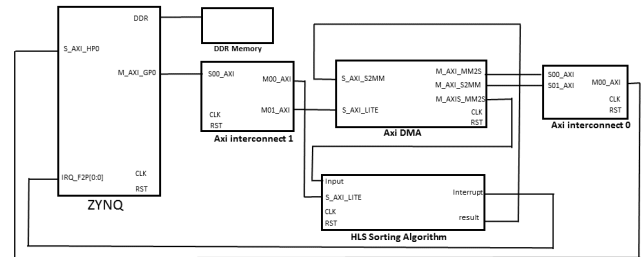 DDR
S_AXI_HP0
M_AXI_GP0
IRQ_F2P[0:0]
CLK
RST
ZYNQ
DDR Memory
S00_AXI
M00_AXI
M01_AXI
CLK
RST
Axi interconnect 1
S_AXI_S2MM
S_AXI_LITE
M_AXI_MM2S
M_AXI_S2MM
M_AXIS_MM2S
CLK
RST
Axi DMA
S00_AXI
S01_AXI
M00_AXI
CLK
RST
Axi interconnect 0
Input
S_AXI_LITE
CLK
RST
Interrupt
result
HLS Sorting Algorithm